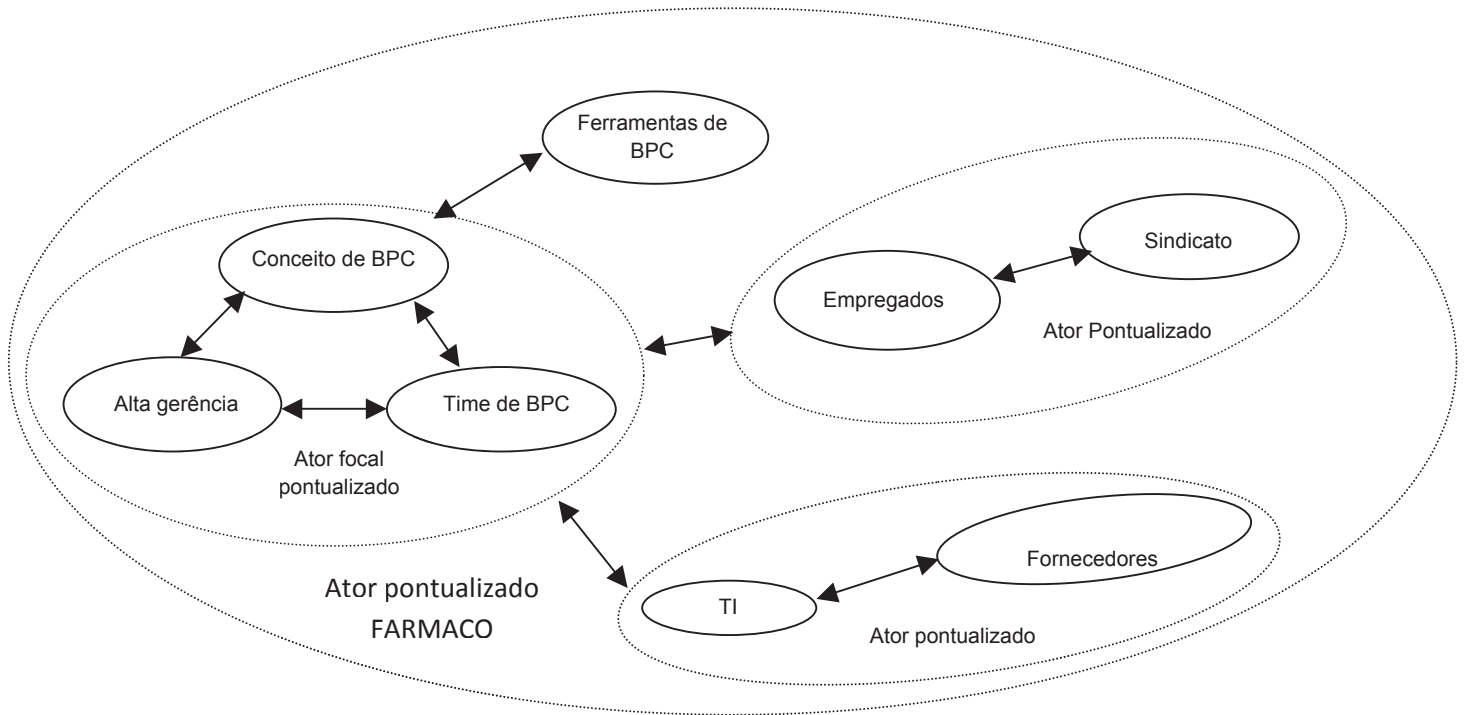 Ferramentas de
BPC
Conceito de BPC
Sindicato
Empregados
Ator Pontualizado
Alta gerência
Time de BPC
Ator focal
pontualizado
Fornecedores
Ator pontualizado
FARMACO
TI
Ator pontualizado